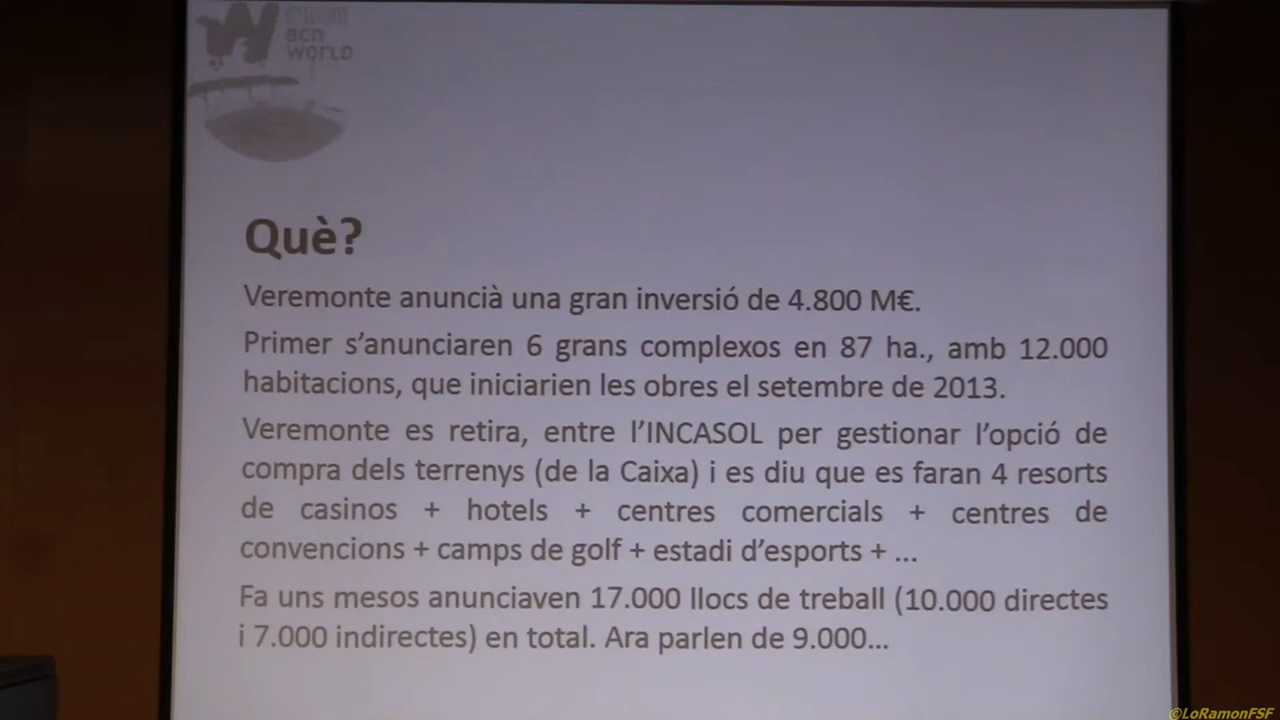 BCN
WORLD
Què?
Veremonte anuncià una gran inversió de 4.800 M€.
Primer s’anunciaren 6 grans complexos en 87 ha., amb 12.000
habitacions, que iniciarien les obres el setembre de 2013.
Veremonte es retira, entre l’INCASOL per gestionar l’opció de
compra dels terrenys (de la Caixa) i es diu que es faran 4 resorts
de casinos + hotels + centres comercials + centres de
convencions + camps de golf + estadi d’esports + ...
Fa uns mesos anunciaven 17.000 llocs de treball (10.000 directes
i 7.000 indirectes) en total. Ara parlen de 9.000...
©LoRamonFSF